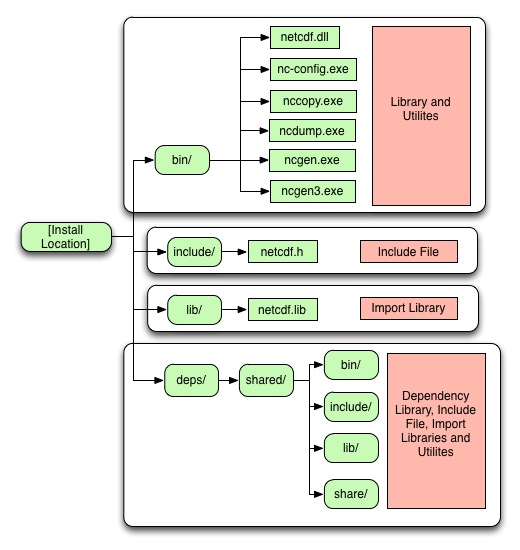 netcdf.dll
nc-config.exe
nccopy.exe
ncdump.exe
ncgen.exe
ncgen3.exe
bin/
Library and
Utilites
[Install
Location]
include/
netcdf.h
Include File
lib/
netcdf.lib
Import Library
deps/
shared/
bin/
include/
lib/
share/
Dependency
Library, Include
File, Import
Libraries and
Utilites